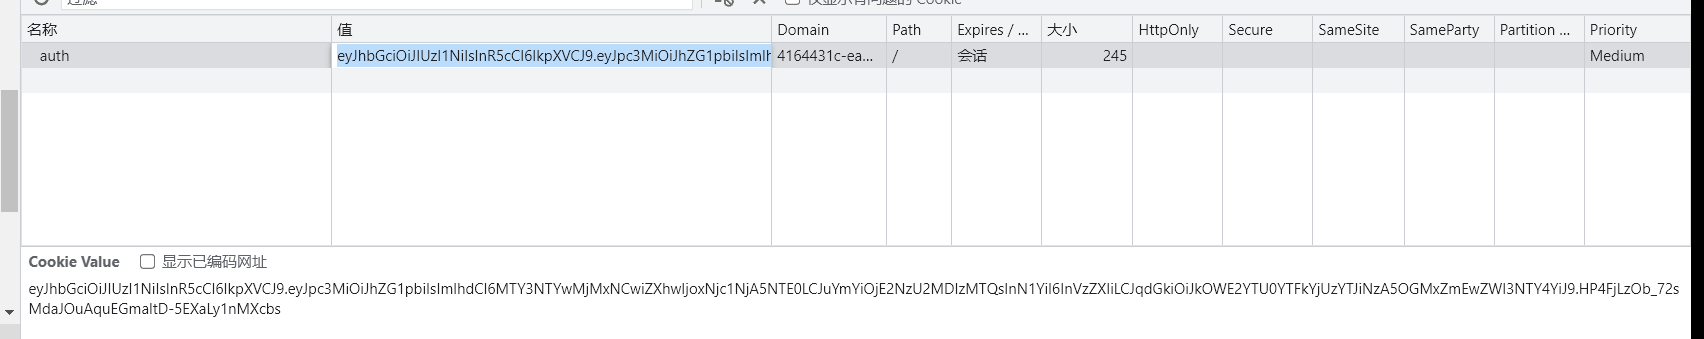 过滤 仅显示有问题的 Cookie
名称 值 Domain Path Expires / ... 大小 HttpOnly Secure SameSite SameParty Partition ... Priority
auth eyJhbGciOiJIUzI1NiIsInR5cCI6IkpXVCJ9.eyJpc3MiOiJhZG1pbiIsImlh 4164431c-ea... / 会话 245 Medium
Cookie Value 显示已编码网址
eyJhbGciOiJIUzI1NiIsInR5cCI6IkpXVCJ9.eyJpc3MiOiJhZG1pbiIsImlhdCI6MTY3NTYwMjMxNCwiZXhwIjoxNjc1NjA5NTE0LCJuYmYiOjE2NzU2MDIzMTQsInN1YiI6InVzZXIiLCJqdGkiOiJkOWE2YTU0YTFkYjUzYTJiNzA5OGMxZmEwZWI3NTY4YiJ9.HP4FjLzOb_72s
MdaJOuAquEGmaltD-5EXaLy1nMXcbs